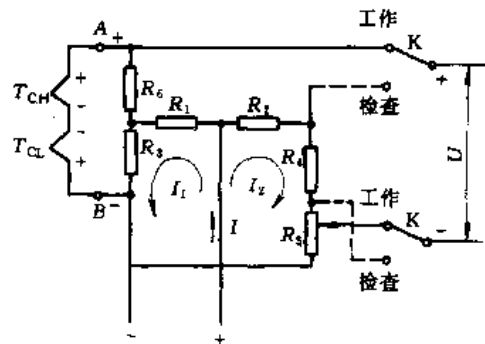 工作
A
+
K
+
T_CH
+
-
R_6
R_1
R_2
检查
-
T_CL
+
R_3
I_1
I_2
R_4
U
工作
B
-
I
R_5
K
-
检查
-
+